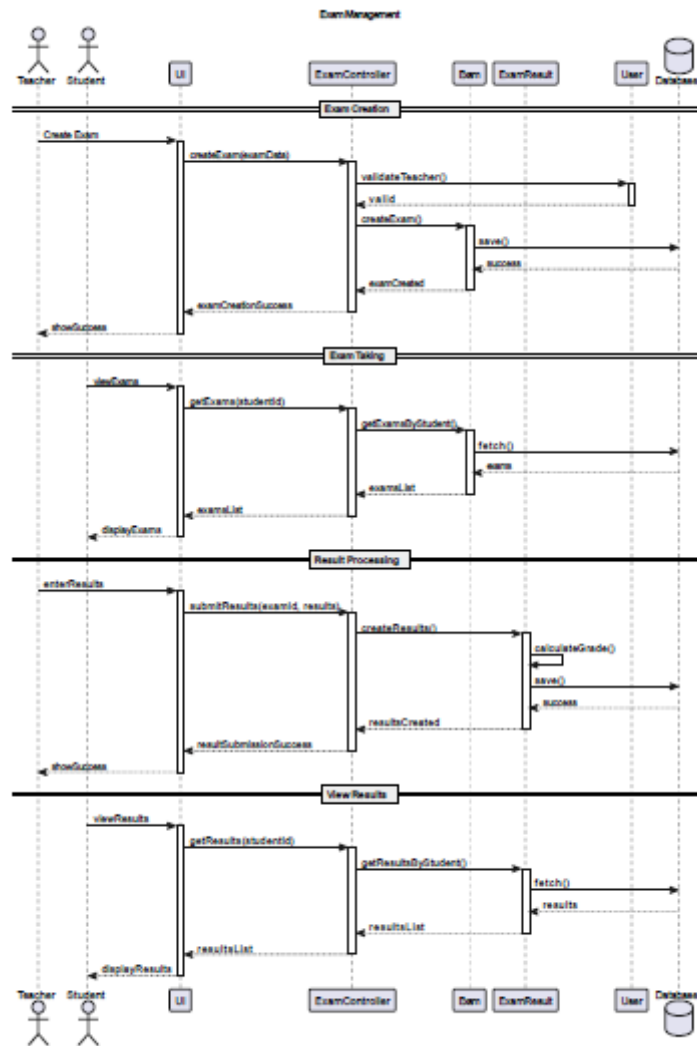 Exam Management
Teacher Student UI ExamController Exam ExamResult User Database
Exam Creation
Create Exam
createExam(examData)
validateTeacher()
valid
createExam()
save()
success
examCreated
examCreationSuccess
showSuccess
Exam Taking
viewExams
getExams(studentId)
getExamsByStudent()
fetch()
exams
examsList
examsList
displayExams
Result Processing
enterResults
submitResults(examId, results)
createResults()
calculateGrade()
save()
success
resultsCreated
resultSubmissionSuccess
showSuccess
View Results
viewResults
getResults(studentId)
getResultsByStudent()
fetch()
results
resultsList
resultsList
displayResults
Teacher Student UI ExamController Exam ExamResult User Database